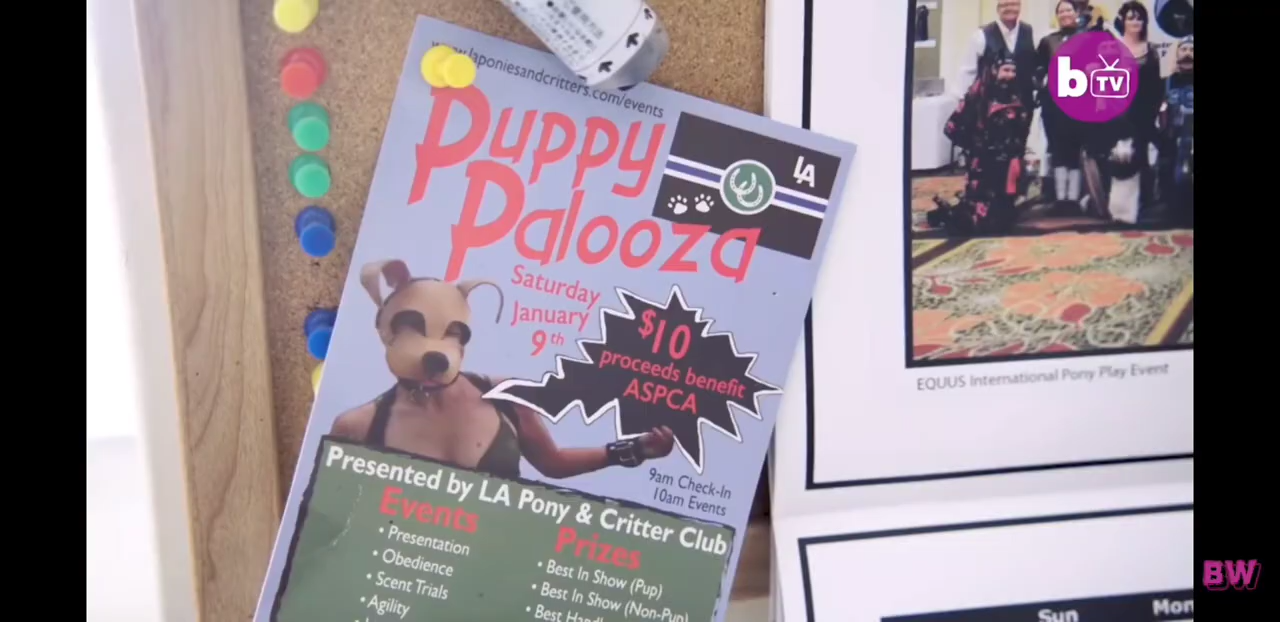 www.laponiesandcritters.com/events
Puppy
Palooza
LA
Saturday
January
9th
$10
proceeds benefit
ASPCA
9am Check-In
10am Events
Presented by LA Pony & Critter Club
Events
• Presentation
• Obedience
• Scent Trials
• Agility
Prizes
• Best In Show (Pup)
• Best In Show (Non-Pup)
• Best
b TV
EQUUS International Pony Play Event
Sun
Mon
BW